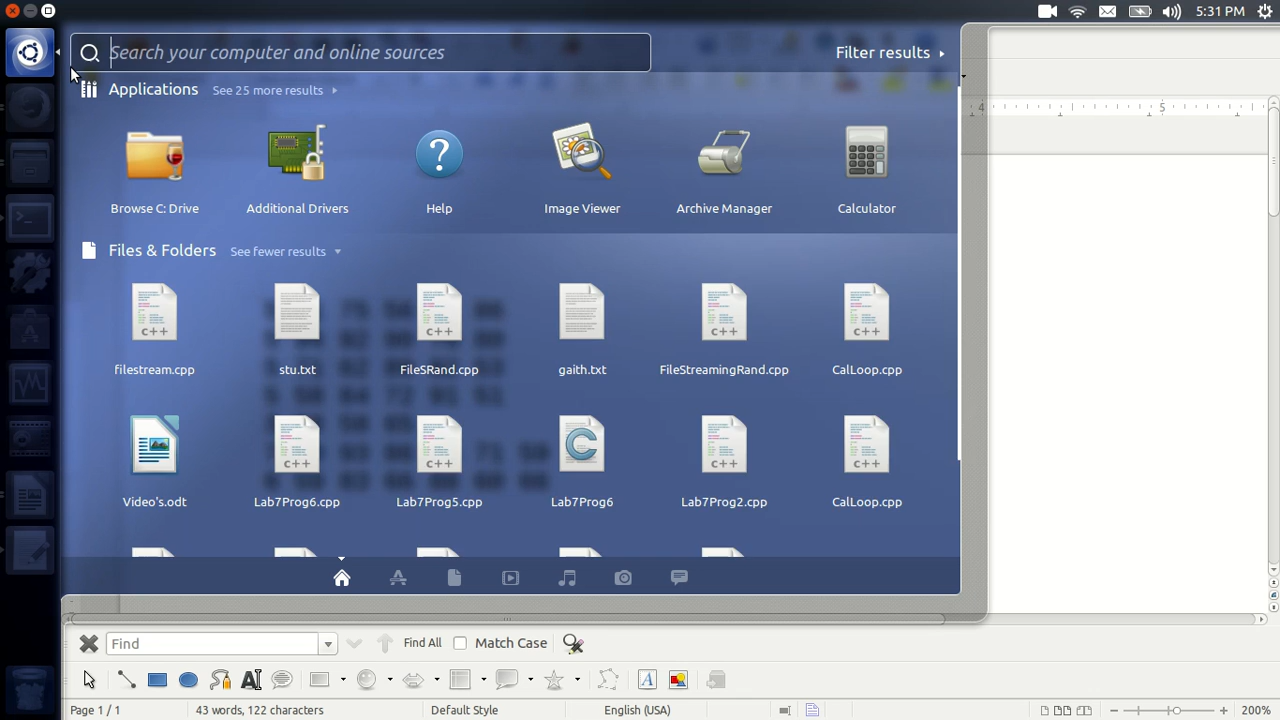 5:31 PM
Search your computer and online sources
Filter results
Applications See 25 more results
Browse C: Drive Additional Drivers Help Image Viewer Archive Manager Calculator
Files & Folders See fewer results
filestream.cpp stu.txt FileSRand.cpp gaith.txt FileStreamingRand.cpp CalLoop.cpp
Video's.odt Lab7Prog6.cpp Lab7Prog5.cpp Lab7Prog6 Lab7Prog2.cpp CalLoop.cpp
4 5
Find Find All Match Case
Page 1 / 1 43 words, 122 characters Default Style English (USA) 200%